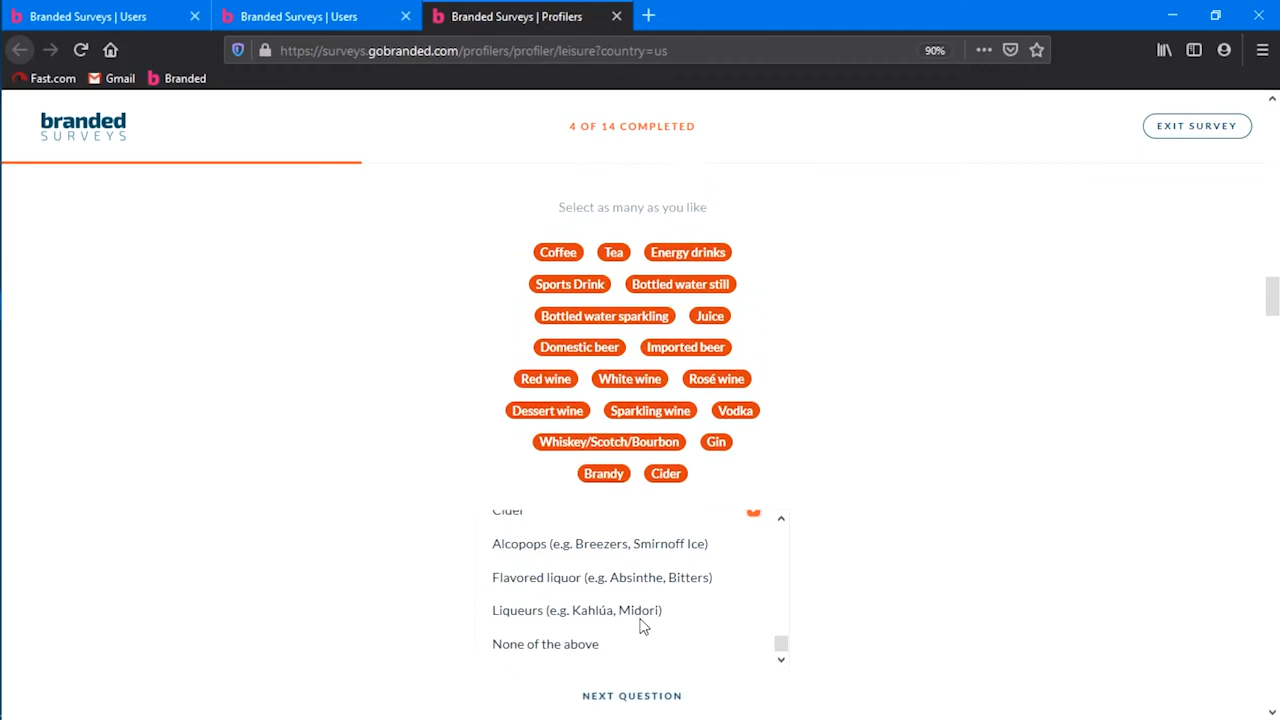 Branded Surveys | Users
Branded Surveys | Users
Branded Surveys | Profilers
https://surveys.gobranded.com/profilers/profiler/leisure?country=us
90%
Fast.com
Gmail
Branded
branded
SURVEYS
4 OF 14 COMPLETED
EXIT SURVEY
Select as many as you like
Coffee Tea Energy drinks
Sports Drink Bottled water still
Bottled water sparkling Juice
Domestic beer Imported beer
Red wine White wine Rosé wine
Dessert wine Sparkling wine Vodka
Whiskey/Scotch/Bourbon Gin
Brandy Cider
Cider
Alcopops (e.g. Breezers, Smirnoff Ice)
Flavored liquor (e.g. Absinthe, Bitters)
Liqueurs (e.g. Kahlúa, Midori)
None of the above
NEXT QUESTION